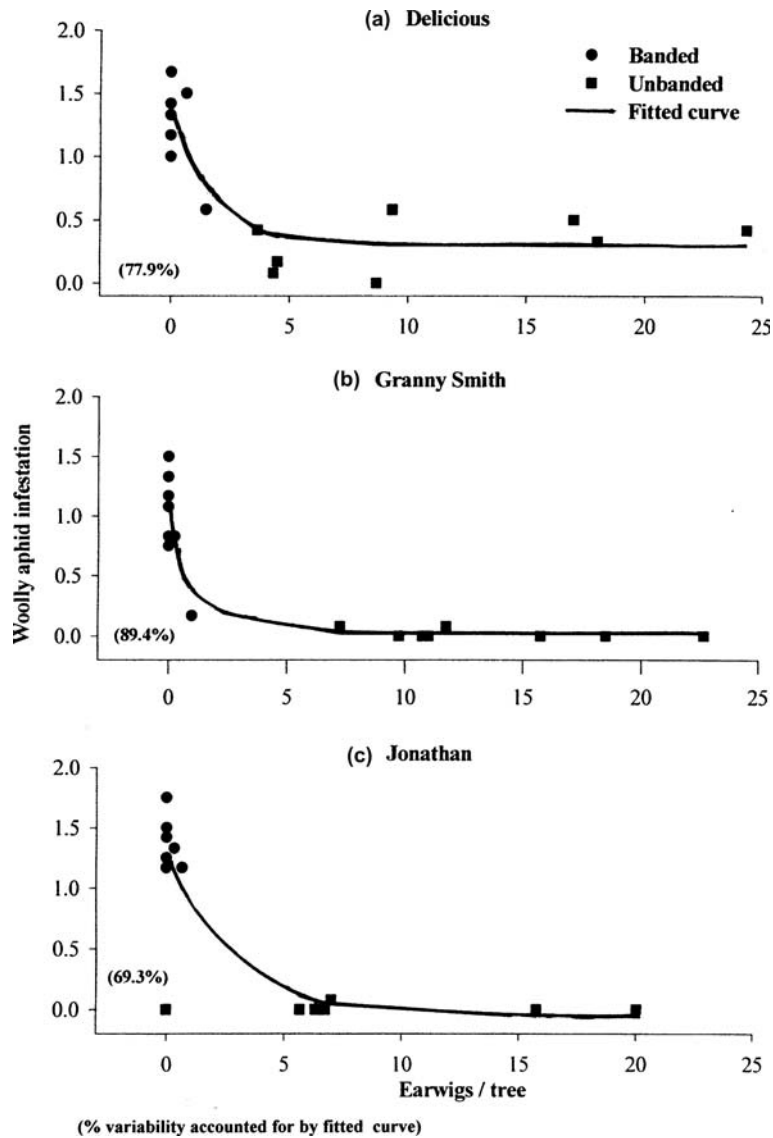 (a) Delicious
2.0
Banded
Unbanded
1.5
Fitted curve
1.0
0.5
(77.9%)
0.0
0 5 10 15 20 25
(b) Granny Smith
2.0
1.5
1.0
0.5
(89.4%)
0.0
0 5 10 15 20 25
Woolly aphid infestation
(c) Jonathan
2.0
1.5
1.0
0.5
(69.3%)
0.0
0 5 10 15 20 25
Earwigs / tree
(% variability accounted for by fitted curve)